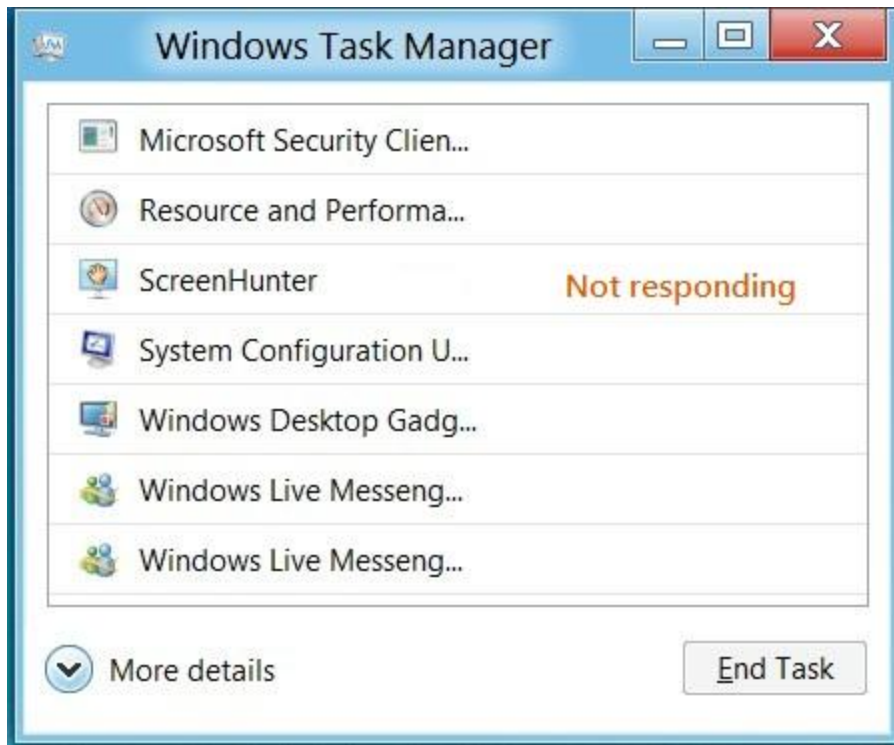 Windows Task Manager
Microsoft Security Clien...
Resource and Performa...
ScreenHunter Not responding
System Configuration U...
Windows Desktop Gadg...
Windows Live Messeng...
Windows Live Messeng...
More details End Task